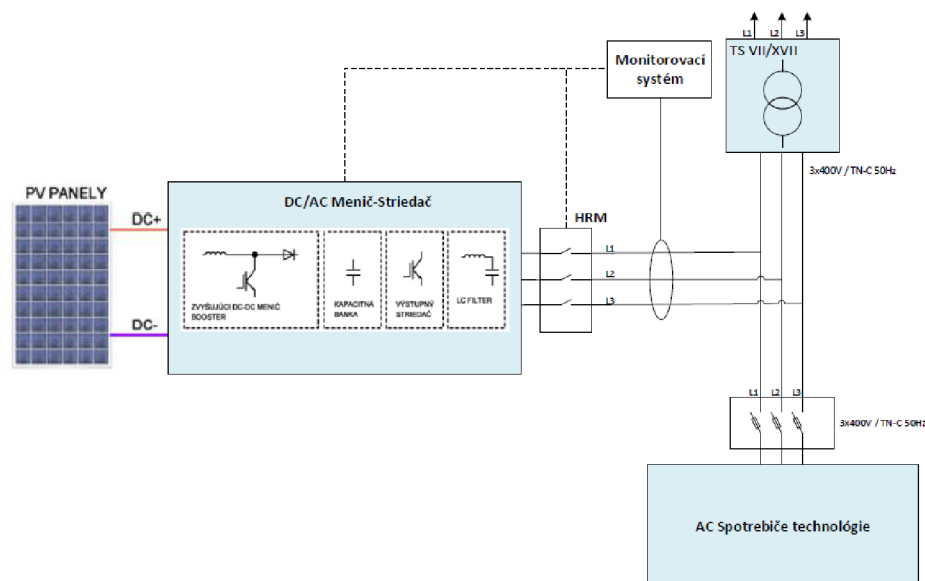 L1 L2 L3
TS VII/XVII
Monitorovací
systém
3x400V / TN-C 50Hz
PV PANELY
DC+
DC-
DC/AC Menič-Striedač
ZVYŠUJÚCI DC-DC MENIČ
BOOSTER
KAPACITNÁ
BANKA
VÝSTUPNÝ
STRIEDAČ
LC FILTER
HRM
L1
L2
L3
L1 L2 L3
3x400V / TN-C 50Hz
AC Spotrebiče technológie